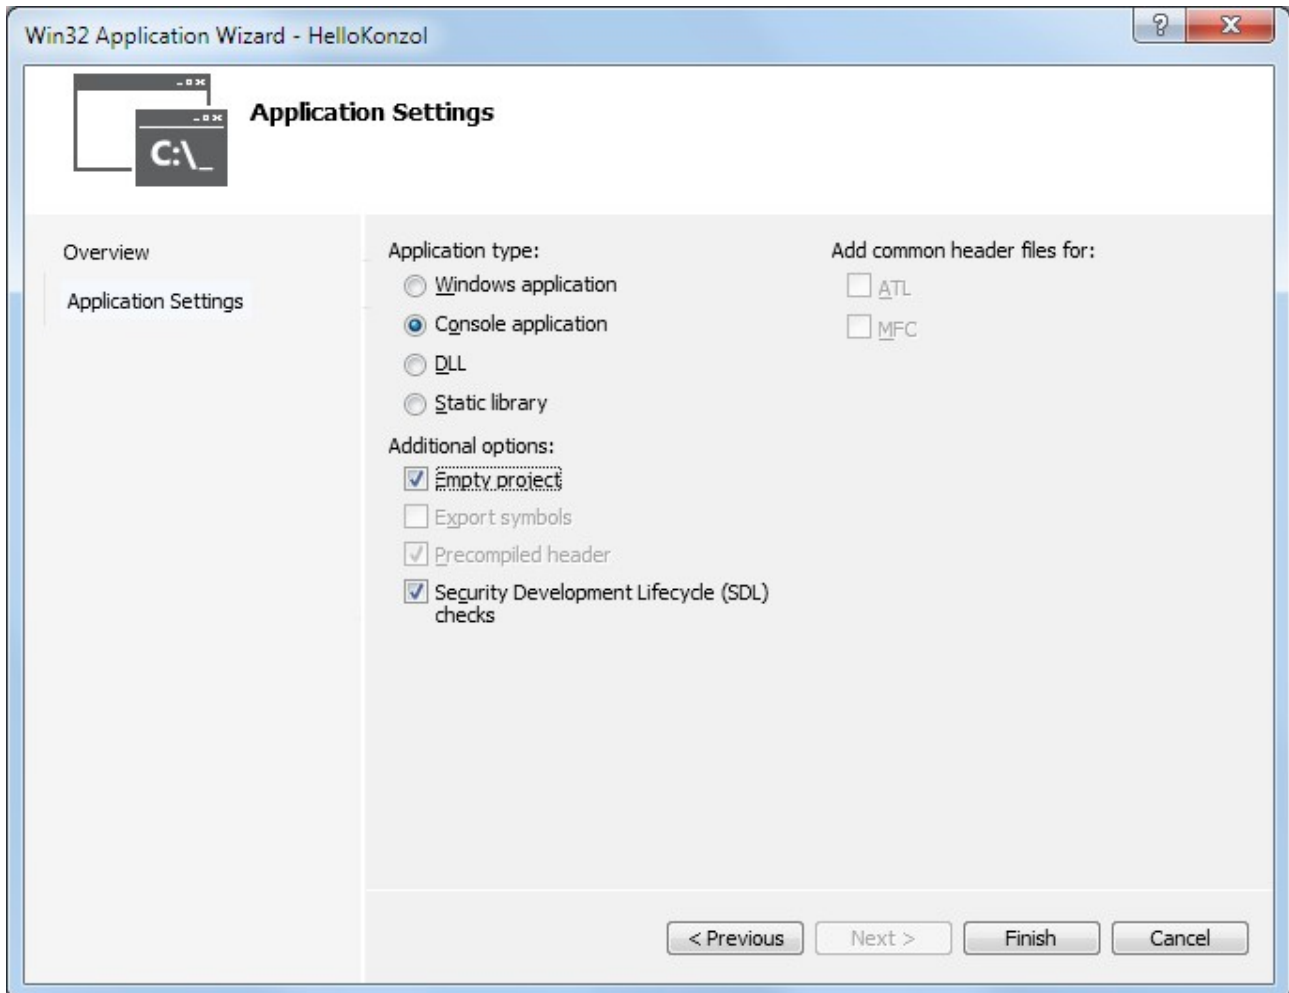 Win32 Application Wizard - HelloKonzol
?
X
C:\_
Application Settings
Overview
Application Settings
Application type:
Windows application
Console application
DLL
Static library
Additional options:
Empty project
Export symbols
Precompiled header
Security Development Lifecycle (SDL)
checks
Add common header files for:
ATL
MFC
< Previous
Next >
Finish
Cancel